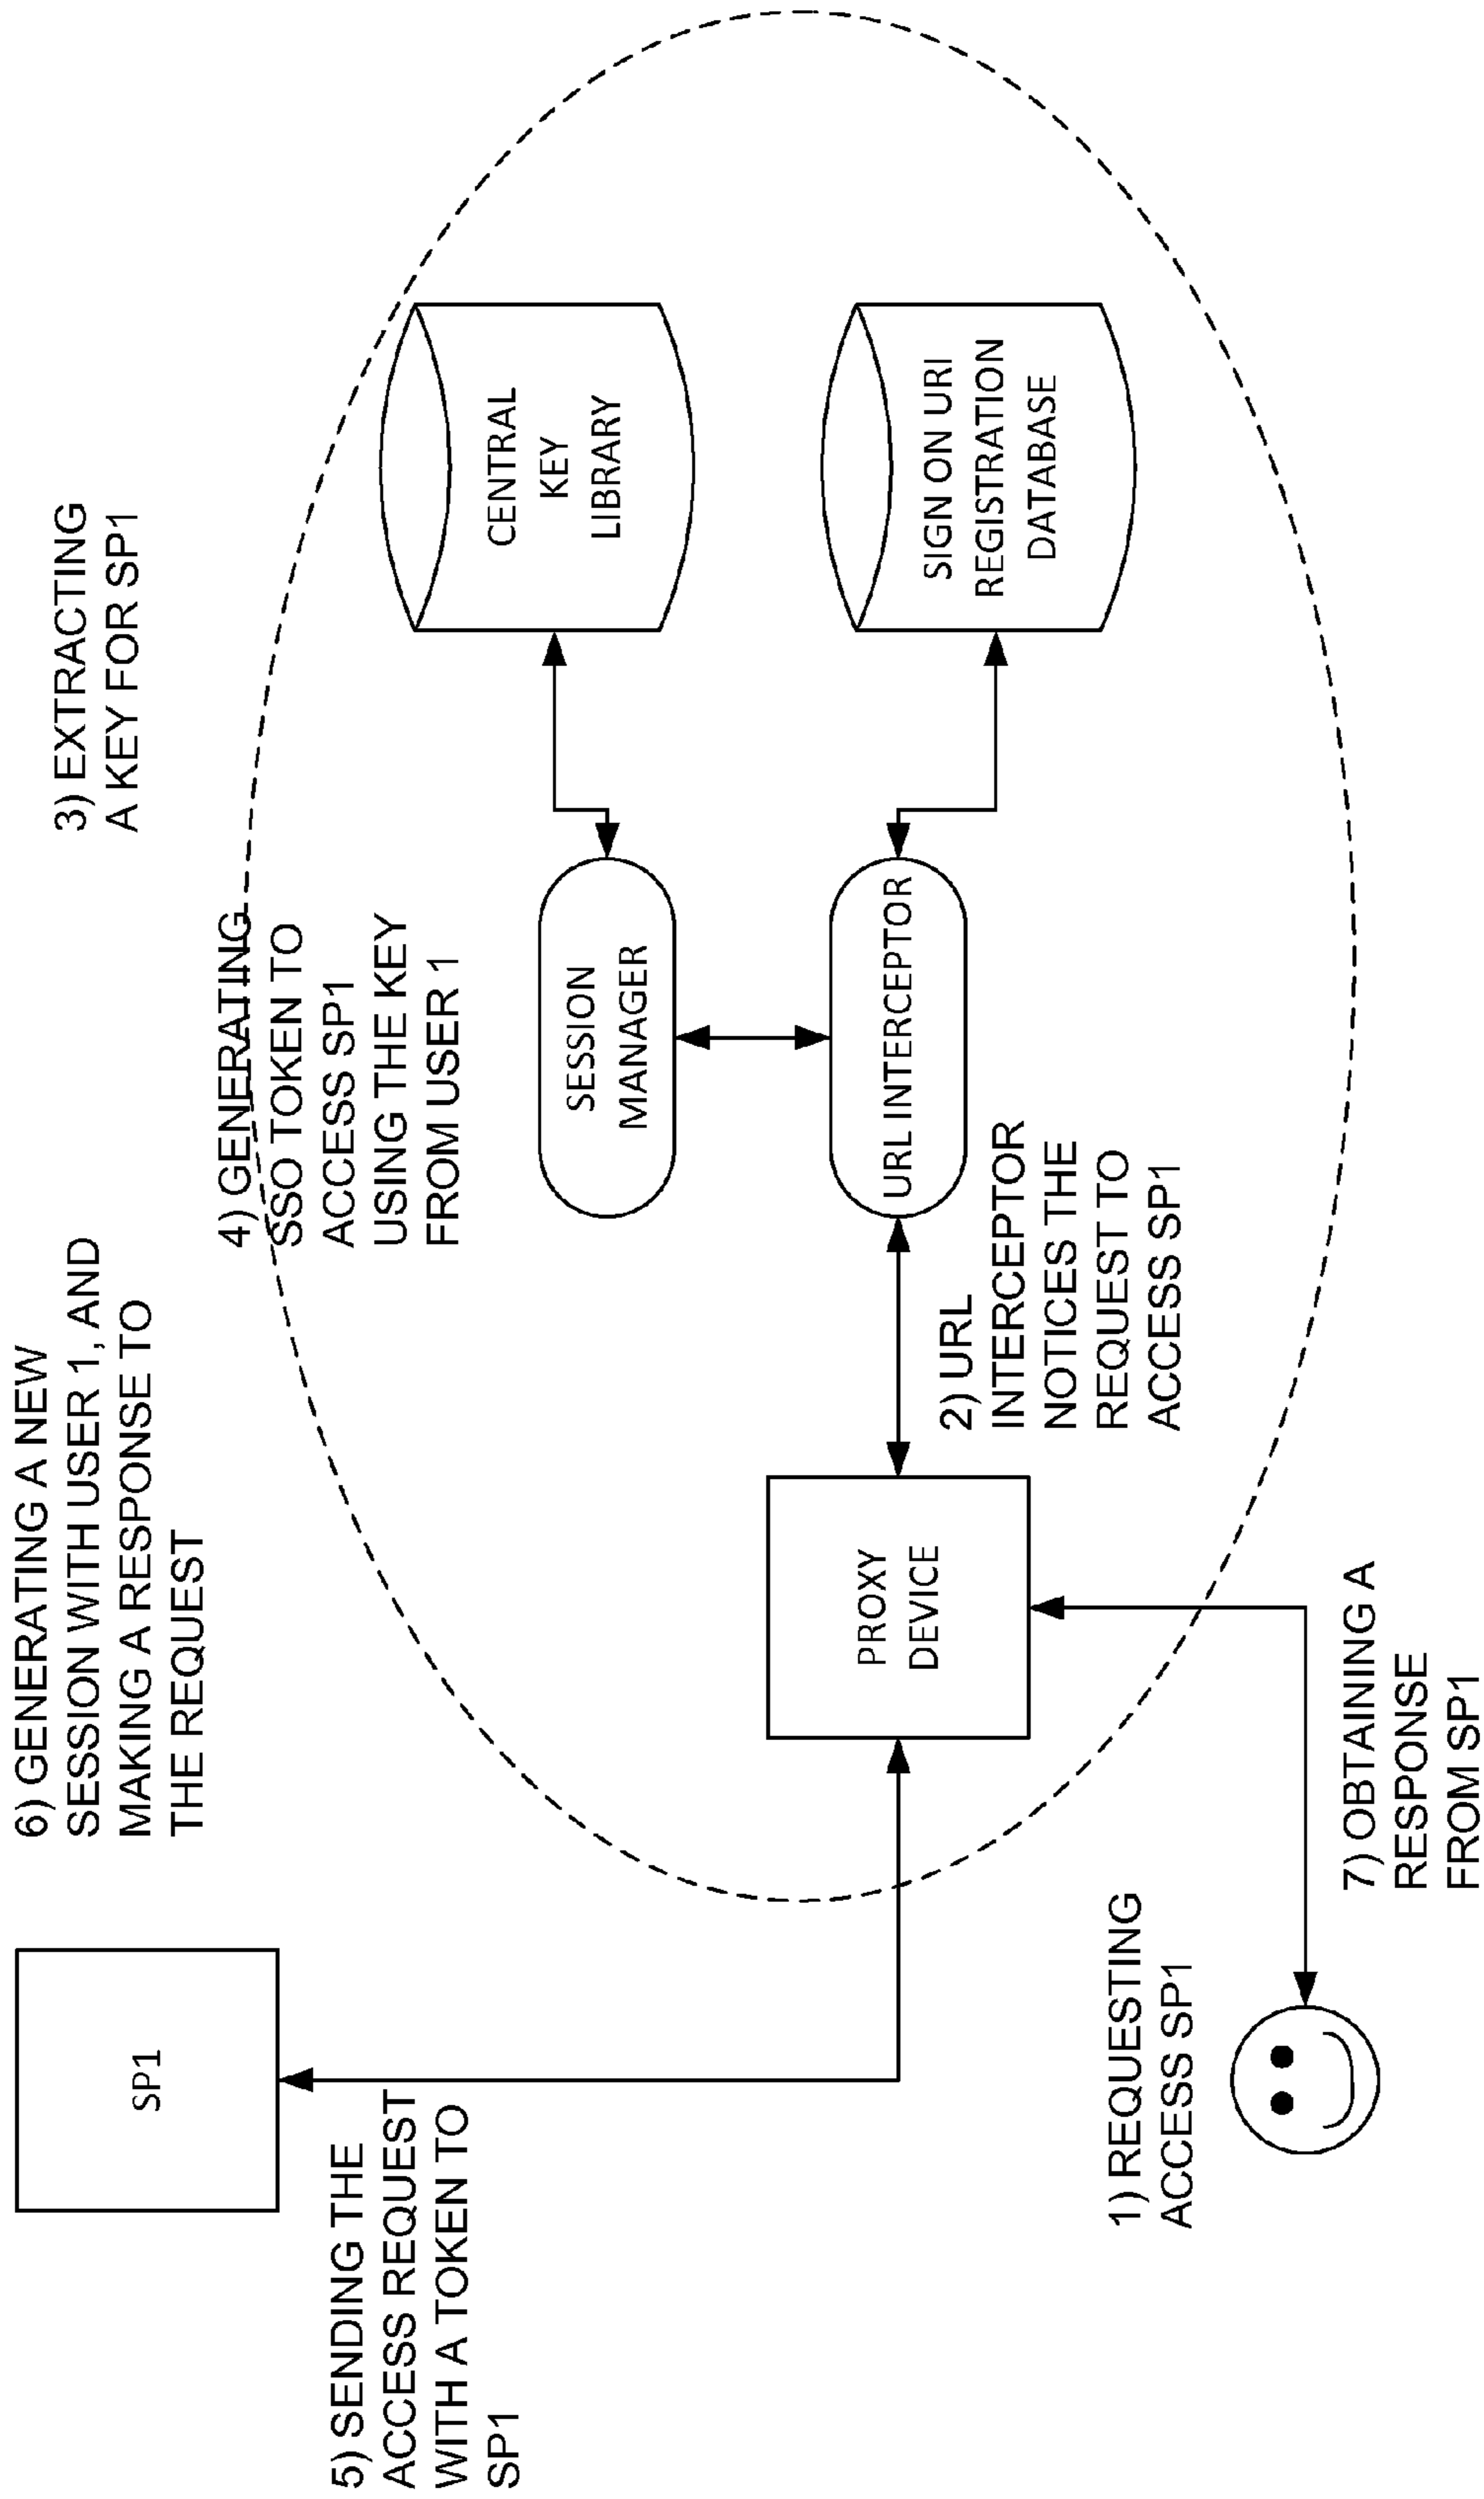 6) GENERATING A NEW
SESSION WITH USER 1, AND
MAKING A RESPONSE TO
THE REQUEST
3) EXTRACTING
A KEY FOR SP1
SP1
4) GENERATING
SSO TOKEN TO
ACCESS SP1
USING THE KEY
FROM USER 1
5) SENDING THE
ACCESS REQUEST
WITH A TOKEN TO
SP1
SESSION
MANAGER
CENTRAL
KEY
LIBRARY
PROXY
DEVICE
URL INTERCEPTOR
SIGN ON URI
REGISTRATION
DATABASE
2) URL
INTERCEPTOR
NOTICES THE
REQUEST TO
ACCESS SP1
1) REQUESTING
ACCESS SP1
7) OBTAINING A
RESPONSE
FROM SP1